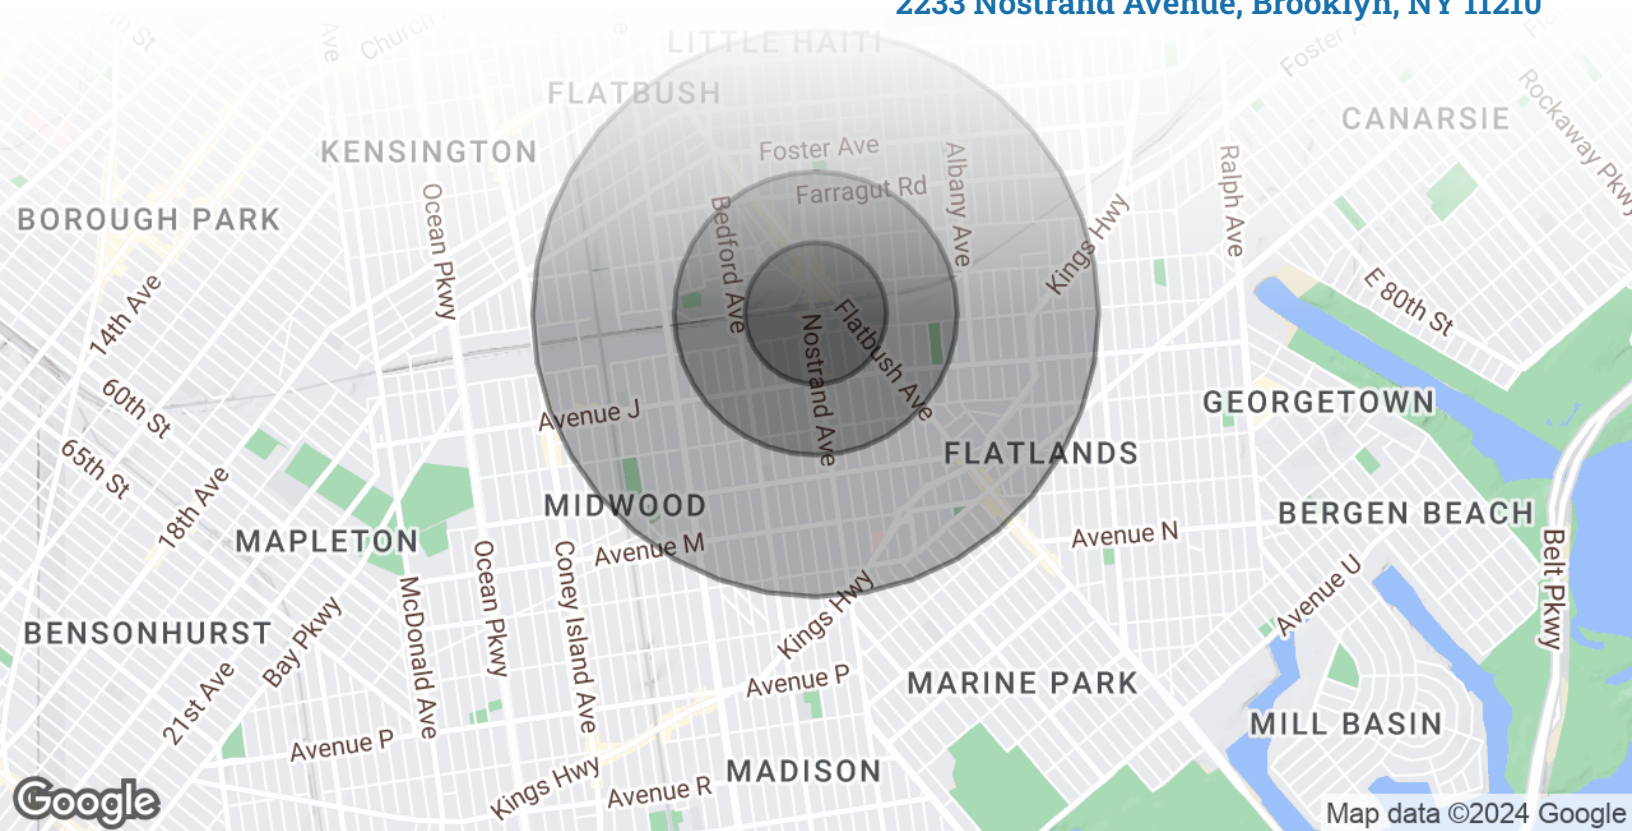 2233 Nostrand Avenue, Brooklyn, NY 11210
Ave
Church
LITTLE HAITI
Foster
FLATBUSH
CANARSIE
Rockaway Pkwy
KENSINGTON
Foster Ave
Farragut Rd
Albany Ave
Ralph Ave
BOROUGH PARK
Ocean Pkwy
Bedford Ave
Kings Hwy
14th Ave
E 80th St
Flatbush Ave
Nostrand Ave
60th St
Avenue J
GEORGETOWN
65th St
FLATLANDS
18th Ave
MIDWOOD
BERGEN BEACH
MAPLETON
Avenue M
Avenue N
Belt Pkwy
Ocean Pkwy
Coney Island Ave
McDonald Ave
Avenue U
BENSONHURST
Bay Pkwy
Kings Hwy
21st Ave
Avenue P
MARINE PARK
MILL BASIN
Avenue P
MADISON
Kings Hwy
Avenue R
Google
Map data ©2024 Google